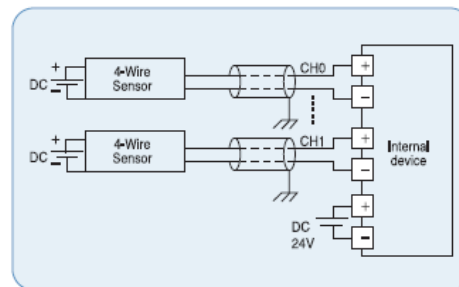 +
DC
−
4-Wire
Sensor
CH0
+
−
+
DC
−
4-Wire
Sensor
CH1
+
−
Internal
device
DC
24V
+
−